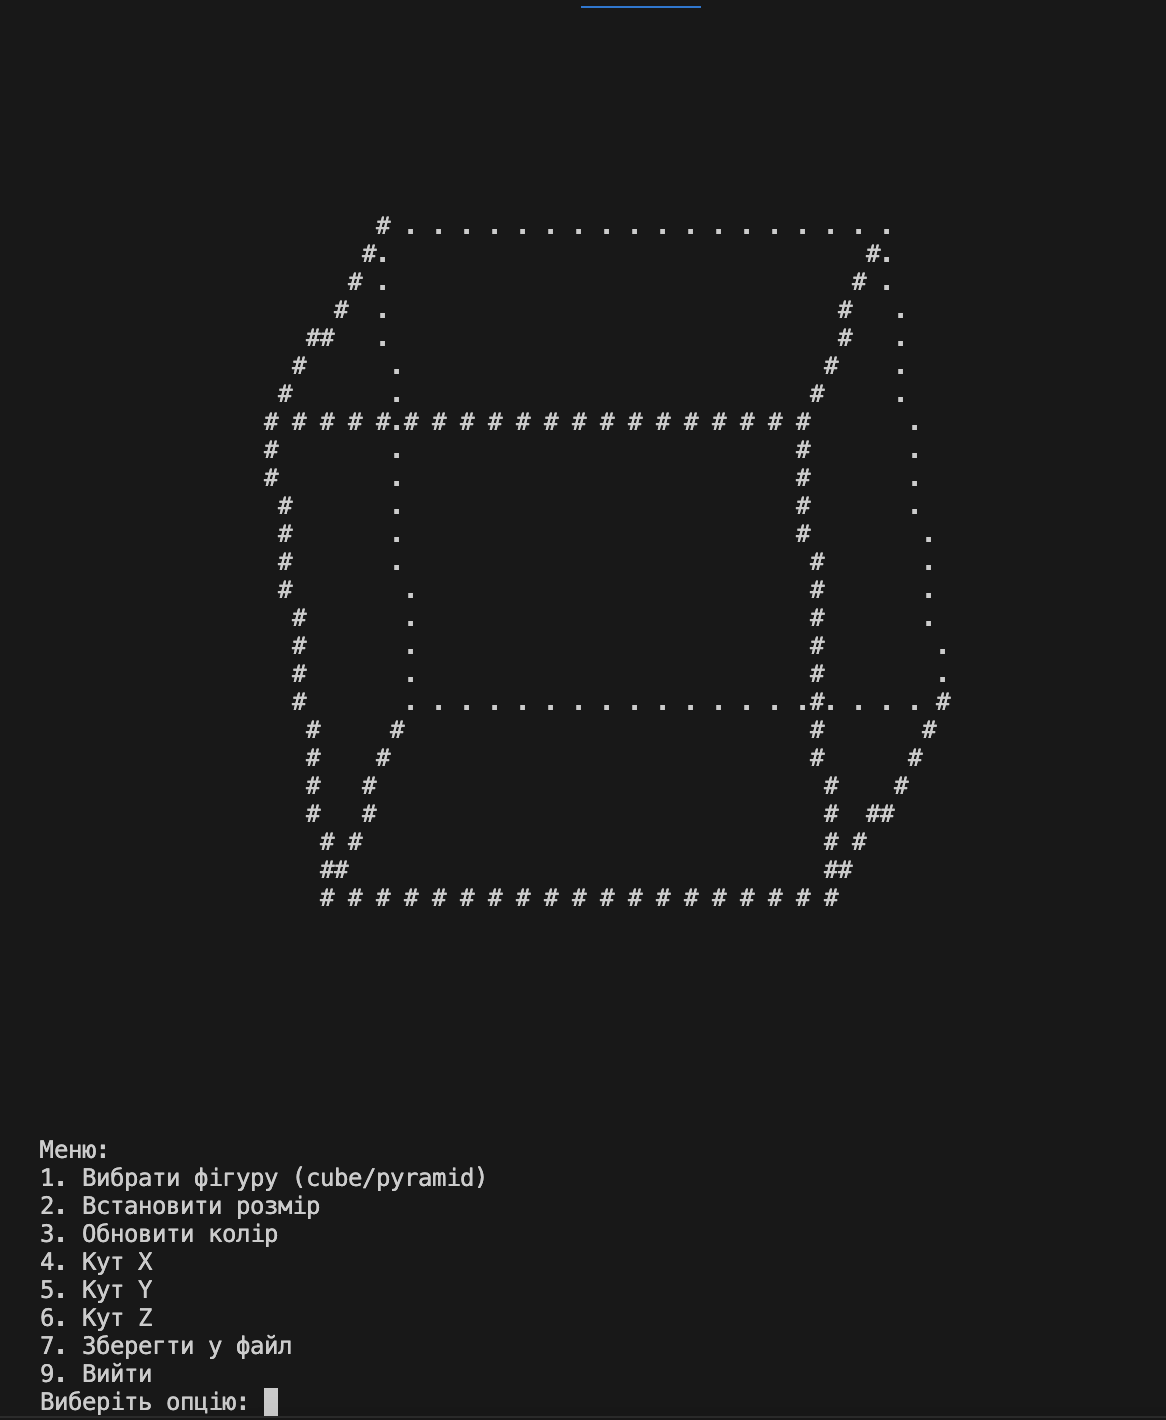 Меню:
1. Вибрати фігуру (cube/pyramid)
2. Встановити розмір
3. Обновити колір
4. Кут X
5. Кут Y
6. Кут Z
7. Зберегти у файл
9. Вийти
Виберіть опцію: